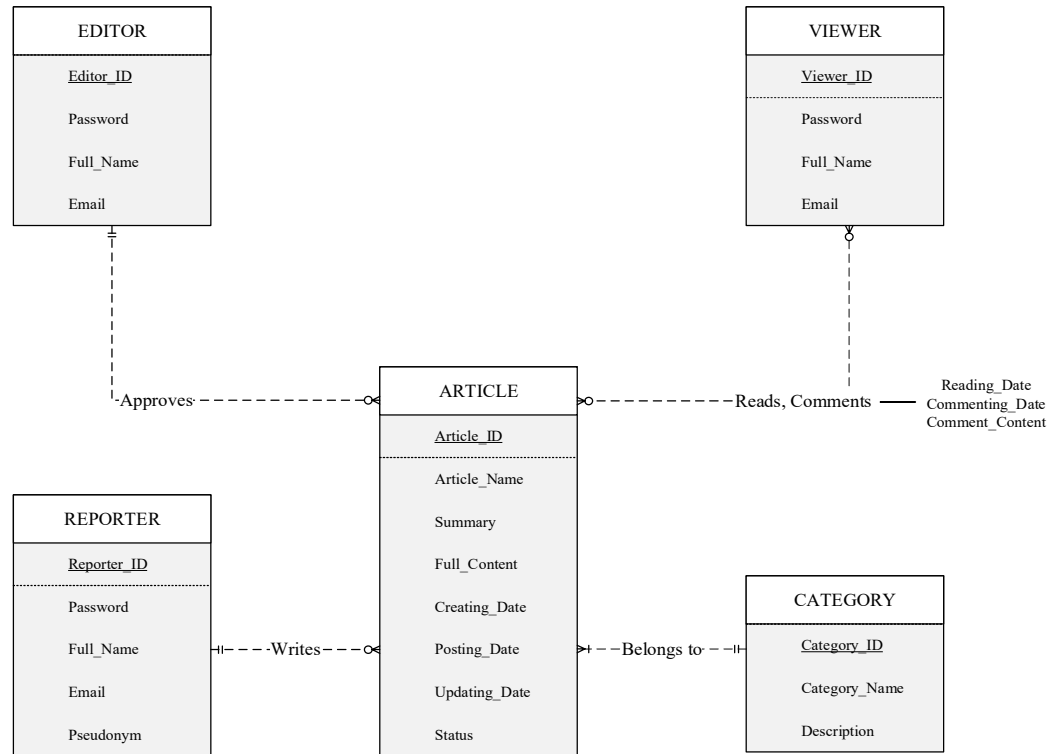 EDITOR
Editor_ID
Password
Full_Name
Email
VIEWER
Viewer_ID
Password
Full_Name
Email
Approves
ARTICLE
Article_ID
Article_Name
Summary
Full_Content
Creating_Date
Posting_Date
Updating_Date
Status
Reads, Comments
Reading_Date
Commenting_Date
Comment_Content
REPORTER
Reporter_ID
Password
Full_Name
Email
Pseudonym
Writes
Belongs to
CATEGORY
Category_ID
Category_Name
Description